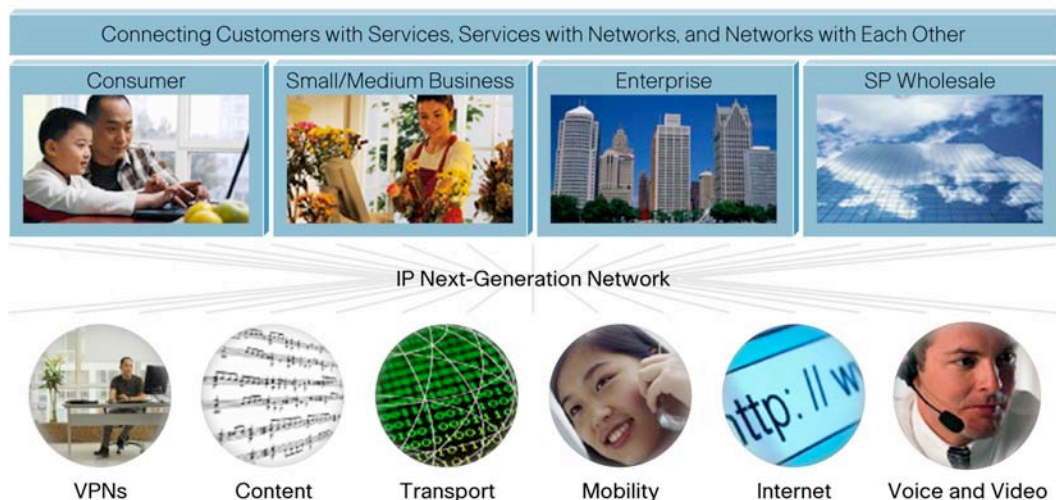 Connecting Customers with Services, Services with Networks, and Networks with Each Other
Consumer
Small/Medium Business
Enterprise
SP Wholesale
IP Next-Generation Network
http: // w
VPNs
Content
Transport
Mobility
Internet
Voice and Video